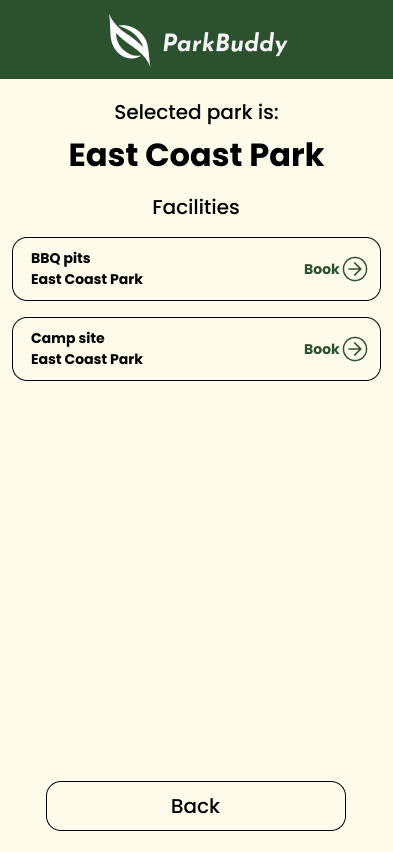 ParkBuddy
Selected park is:
East Coast Park
Facilities
BBQ pits
East Coast Park
Book
Camp site
East Coast Park
Book
Back